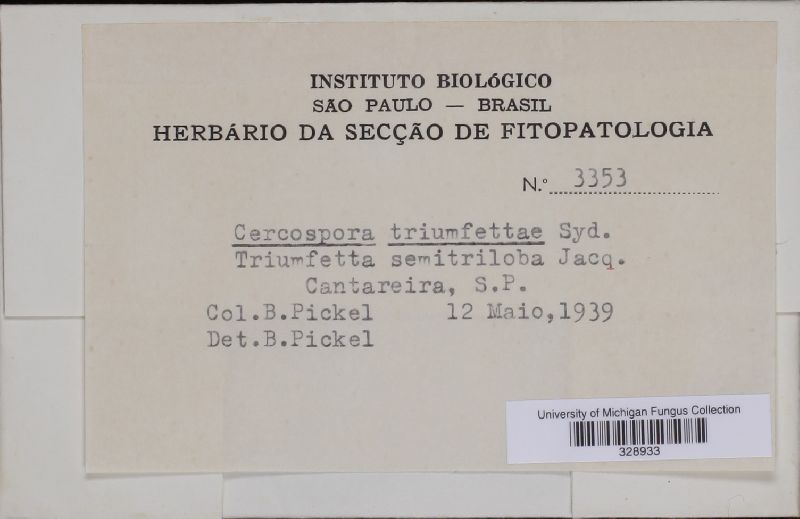 INSTITUTO BIOLÓGICO
SÃO PAULO — BRASIL
HERBÁRIO DA SECÇÃO DE FITOPATOLOGIA
N.º 3353
Cercospora triumfettae Syd.
Triumfetta semitriloba Jacq.
Cantareira, S.P.
Col.B.Pickel 12 Maio,1939
Det.B.Pickel
University of Michigan Fungus Collection
328933